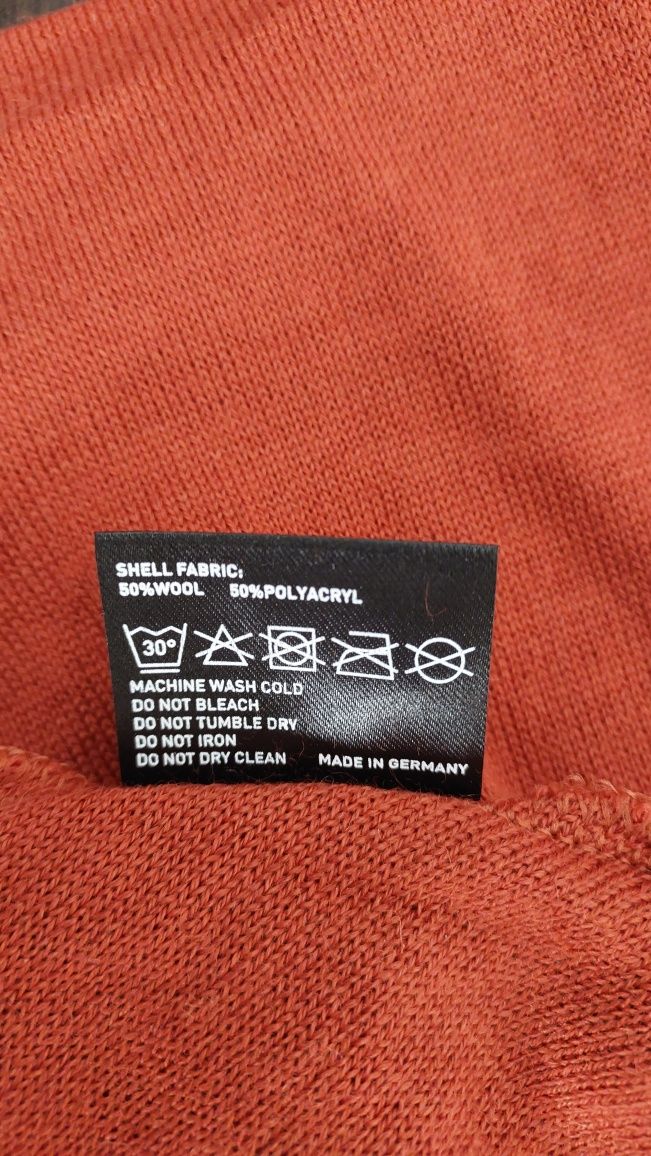 SHELL FABRIC:
50%WOOL 50%POLYACRYL
30°
MACHINE WASH COLD
DO NOT BLEACH
DO NOT TUMBLE DRY
DO NOT IRON
DO NOT DRY CLEAN MADE IN GERMANY